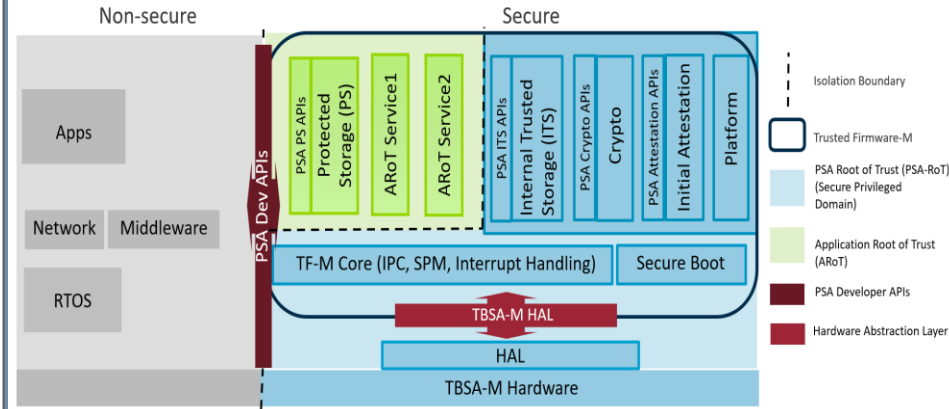 Non-secure
Secure
Apps
Network
Middleware
RTOS
PSA Dev APIs
PSA PS APIs
Protected
Storage (PS)
ARoT Service1
ARoT Service2
PSA ITS APIs
Internal Trusted
Storage (ITS)
PSA Crypto APIs
Crypto
PSA Attestation APIs
Initial Attestation
Platform
TF-M Core (IPC, SPM, Interrupt Handling)
Secure Boot
TBSA-M HAL
HAL
TBSA-M Hardware
Isolation Boundary
Trusted Firmware-M
PSA Root of Trust (PSA-RoT)
(Secure Privileged
Domain)
Application Root of Trust
(ARoT)
PSA Developer APIs
Hardware Abstraction Layer